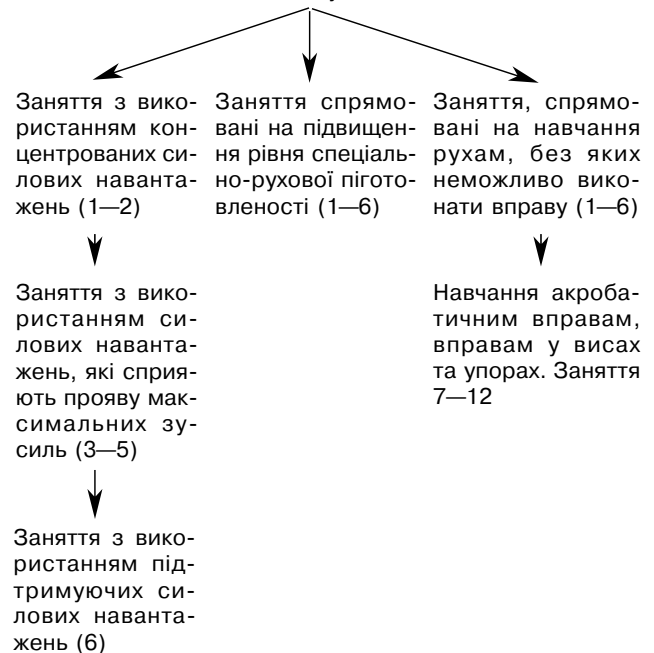 Заняття з вико-
ристанням кон-
центрованих си-
лових наванта-
жень (1—2)
Заняття спрямо-
вані на підвищен-
ня рівня спеціаль-
но-рухової пігото-
вленості (1—6)
Заняття, спрямо-
вані на навчання
рухам, без яких
неможливо вико-
нати вправу (1—6)
Заняття з вико-
ристанням си-
лових наванта-
жень, які сприя-
ють прояву мак-
симальних зу-
силь (3—5)
Навчання акроба-
тичним вправам,
вправам у висах
та упорах. Заняття
7—12
Заняття з вико-
ристанням під-
тримуючих си-
лових наванта-
жень (6)